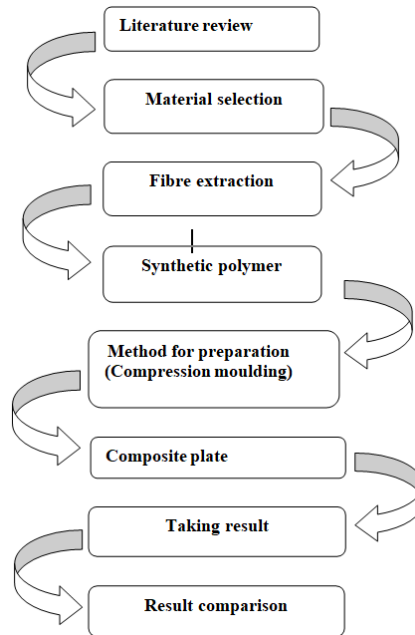 Literature review
Material selection
Fibre extraction
Synthetic polymer
Method for preparation
(Compression moulding)
Composite plate
Taking result
Result comparison